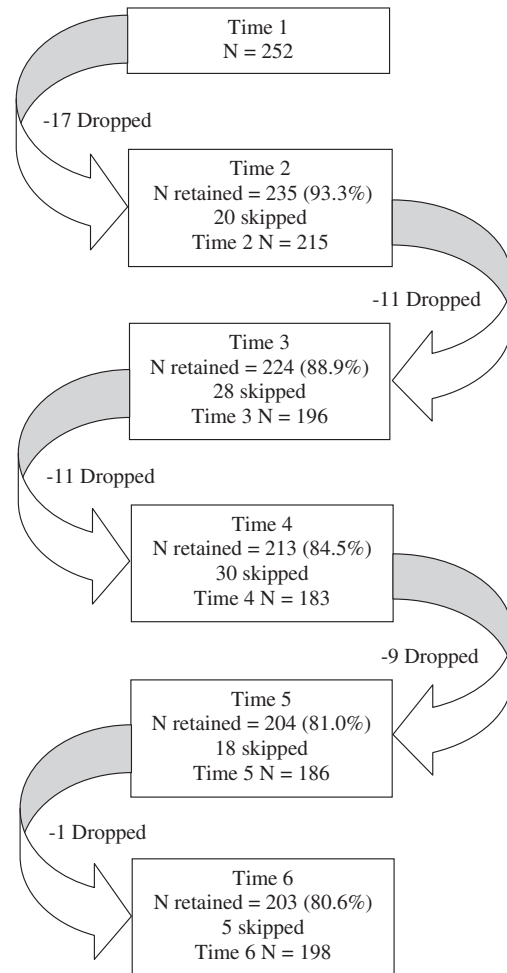 Time 1
N = 252
-17 Dropped
Time 2
N retained = 235 (93.3%)
20 skipped
Time 2 N = 215
-11 Dropped
Time 3
N retained = 224 (88.9%)
28 skipped
Time 3 N = 196
-11 Dropped
Time 4
N retained = 213 (84.5%)
30 skipped
Time 4 N = 183
-9 Dropped
Time 5
N retained = 204 (81.0%)
18 skipped
Time 5 N = 186
-1 Dropped
Time 6
N retained = 203 (80.6%)
5 skipped
Time 6 N = 198